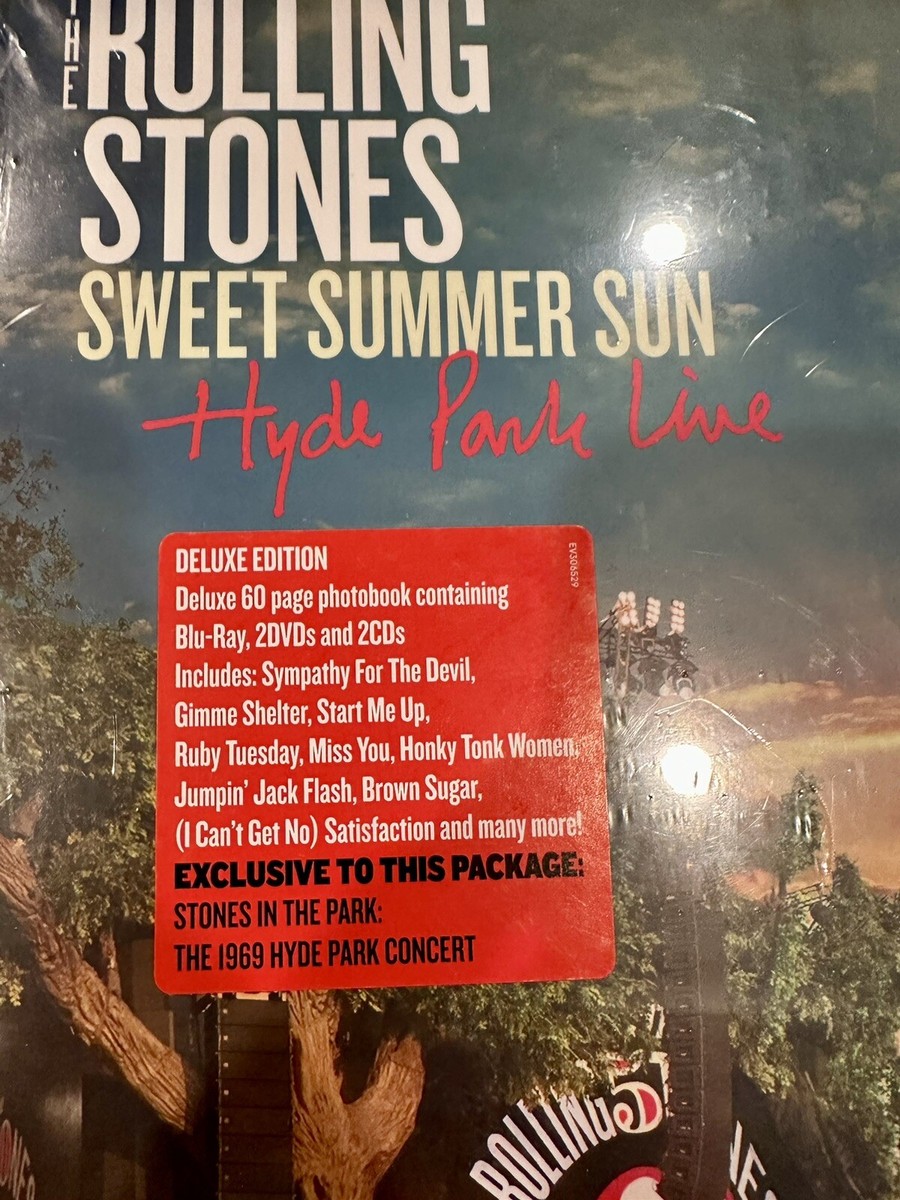 THE
ROLLING
STONES
SWEET SUMMER SUN
Hyde Park Live
DELUXE EDITION
EV306529
Deluxe 60 page photobook containing
Blu-Ray, 2DVDs and 2CDs
Includes: Sympathy For The Devil,
Gimme Shelter, Start Me Up,
Ruby Tuesday, Miss You, Honky Tonk Women,
Jumpin' Jack Flash, Brown Sugar,
(I Can't Get No) Satisfaction and many more!
EXCLUSIVE TO THIS PACKAGE:
STONES IN THE PARK:
THE 1969 HYDE PARK CONCERT
ROLLING